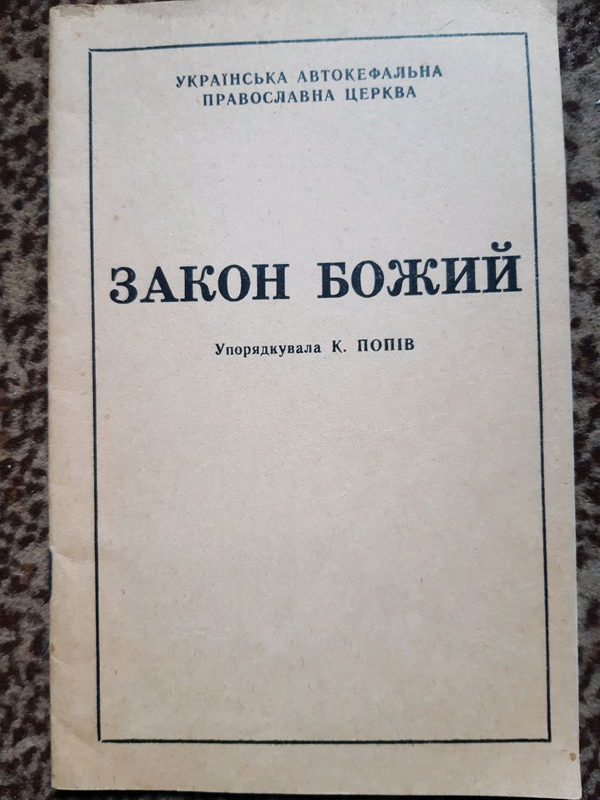 УКРАЇНСЬКА АВТОКЕФАЛЬНА
ПРАВОСЛАВНА ЦЕРКВА
ЗАКОН БОЖИЙ
Упорядкувала К. ПОПІВ